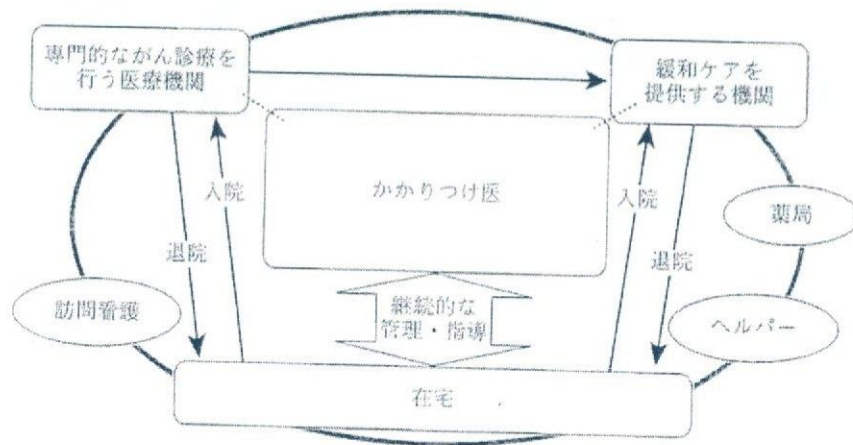 専門的ながん診療を
行う医療機関
緩和ケアを
提供する機関
かかりつけ医
入院
退院
入院
退院
薬局
訪問看護
継続的な
管理・指導
ヘルパー
在宅